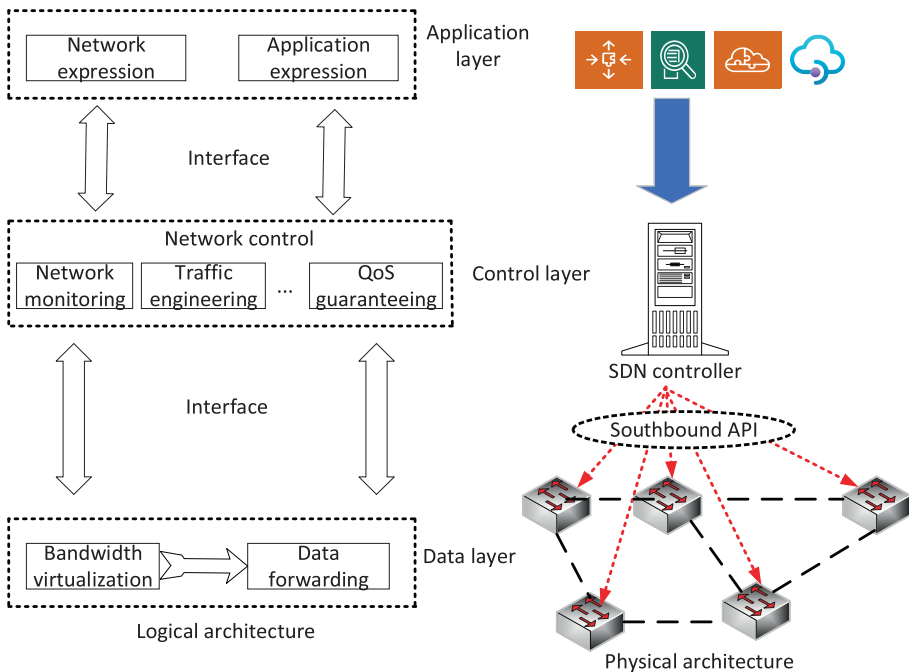 Network
expression
Application
expression
Application
layer
Interface
Network control
Network
monitoring
Traffic
engineering
...
QoS
guaranteeing
Control layer
SDN controller
Interface
Southbound API
Bandwidth
virtualization
Data
forwarding
Data layer
Logical architecture
Physical architecture